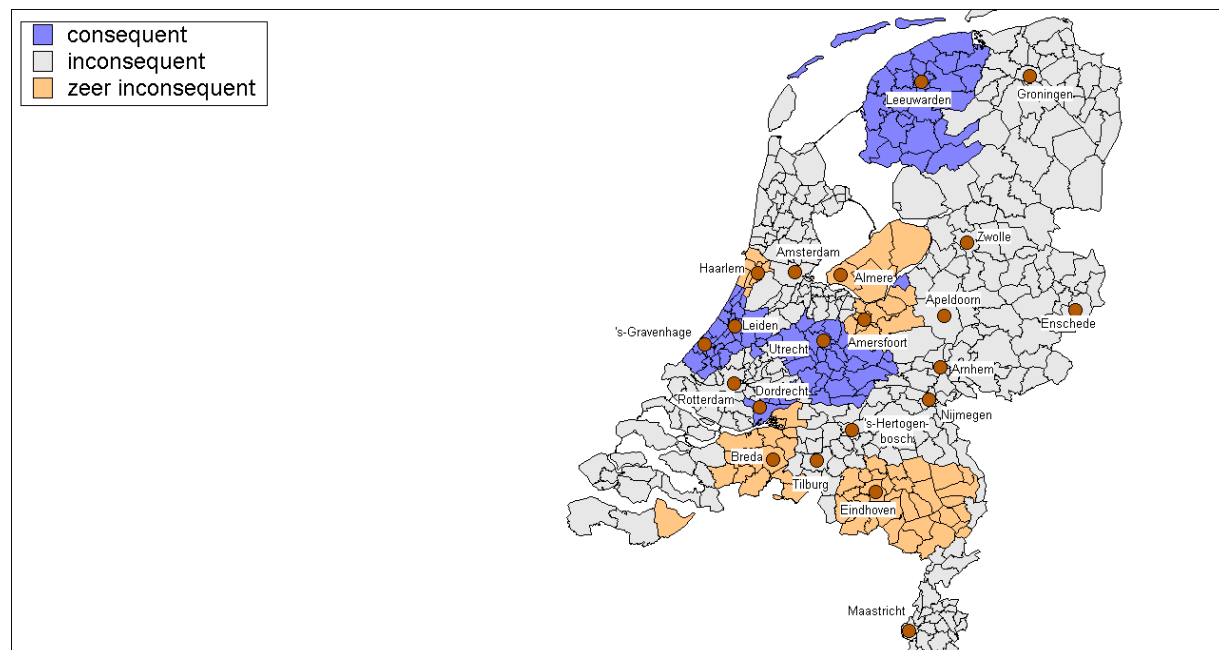 consequent
inconsequent
zeer inconsequent
Leeuwarden
Groningen
Zwolle
Amsterdam
Haarlem
Almere
Apeldoorn
Enschede
Leiden
's-Gravenhage
Utrecht
Amersfoort
Arnhem
Dordrecht
Rotterdam
Nijmegen
's-Hertogen-
bosch
Breda
Tilburg
Eindhoven
Maastricht